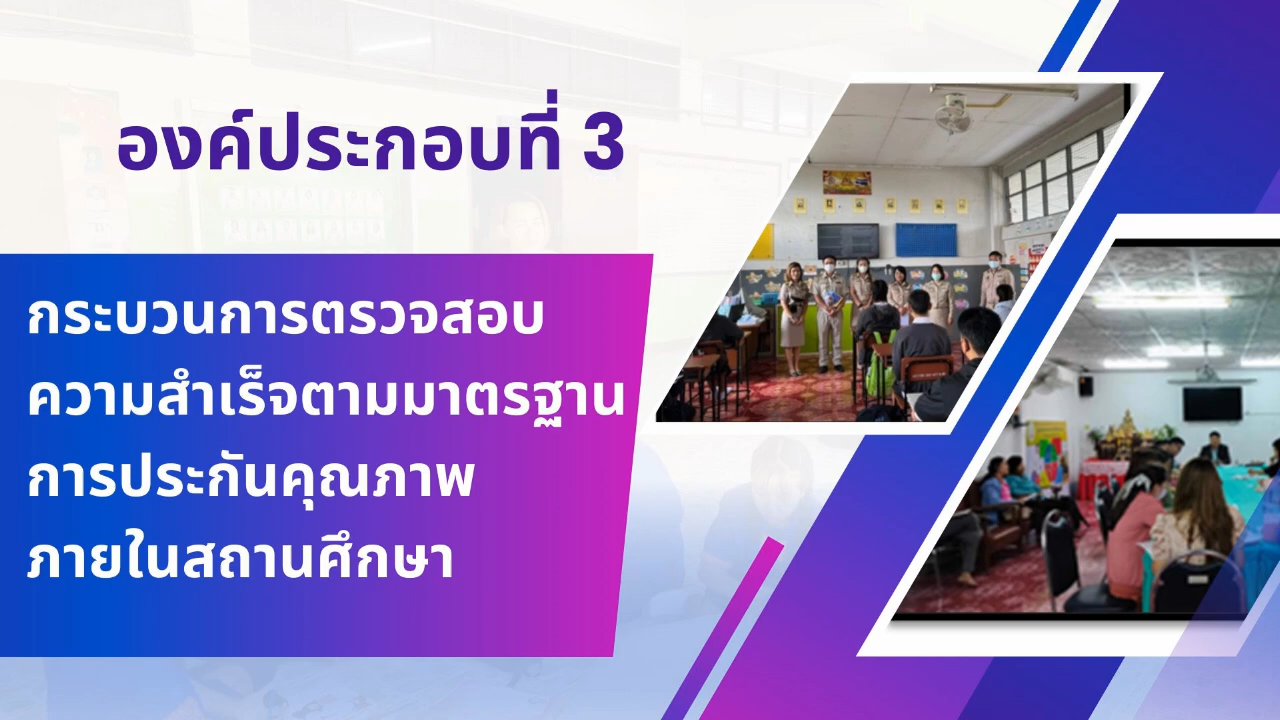 องค์ประกอบที่ 3
กระบวนการตรวจสอบ
ความสำเร็จตามมาตรฐาน
การประกันคุณภาพ
ภายในสถานศึกษา